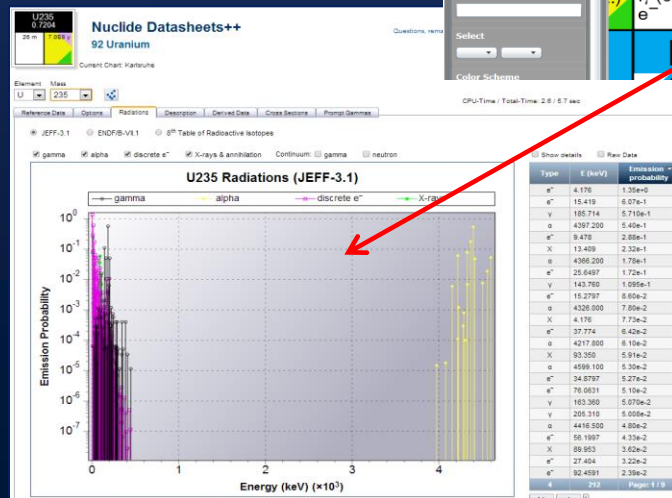 U235
0.7204
26 m
7.0E8 y
Nuclide Datasheets++
92 Uranium
Current Chart: Karlsruhe
Questions, rema
Select
Color Scheme
e⁻
CPU-Time / Total-Time: 2.6 / 5.7 sec
Element Mass
U 235
Reference Data Options Radiations Description Derived Data Cross Sections Prompt Gammas
JEFF-3.1 ENDF/B-VII.1 8th Table of Radioactive Isotopes
gamma alpha discrete e⁻ X-rays & annihilation Continuum: gamma neutron
Show details Raw Data
U235 Radiations (JEFF-3.1)
gamma alpha discrete e⁻ X-ray
Emission Probability
10⁰
10⁻¹
10⁻²
10⁻³
10⁻⁴
10⁻⁵
10⁻⁶
10⁻⁷
0 1 2 3 4
Energy (keV) (×10³)
Type E (keV) Emission probability
e⁻ 4.176 1.35e+0
e⁻ 15.419 6.07e-1
γ 185.714 5.710e-1
α 4397.200 5.40e-1
e⁻ 9.478 2.88e-1
X 13.409 2.32e-1
α 4366.200 1.78e-1
e⁻ 25.6497 1.72e-1
γ 143.760 1.095e-1
e⁻ 15.2797 8.60e-2
α 4326.000 7.80e-2
X 4.176 7.73e-2
e⁻ 37.774 6.42e-2
α 4217.800 6.10e-2
X 93.350 5.91e-2
α 4599.100 5.30e-2
e⁻ 34.8797 5.27e-2
e⁻ 76.0631 5.10e-2
γ 163.360 5.070e-2
γ 205.310 5.008e-2
α 4416.500 4.80e-2
e⁻ 56.1997 4.33e-2
X 89.953 3.62e-2
e⁻ 27.404 3.22e-2
e⁻ 92.4591 2.39e-2
4 212 Page: 1 / 9